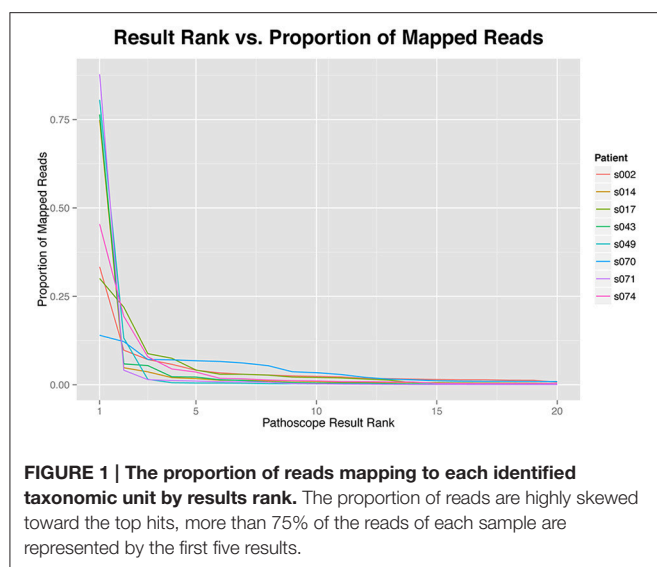 Result Rank vs. Proportion of Mapped Reads
Proportion of Mapped Reads
0.75
0.50
0.25
0.00
1
5
10
15
20
Pathoscope Result Rank
Patient
s002
s014
s017
s043
s049
s070
s071
s074
FIGURE 1 | The proportion of reads mapping to each identified
taxonomic unit by results rank. The proportion of reads are highly skewed
toward the top hits, more than 75% of the reads of each sample are
represented by the first five results.